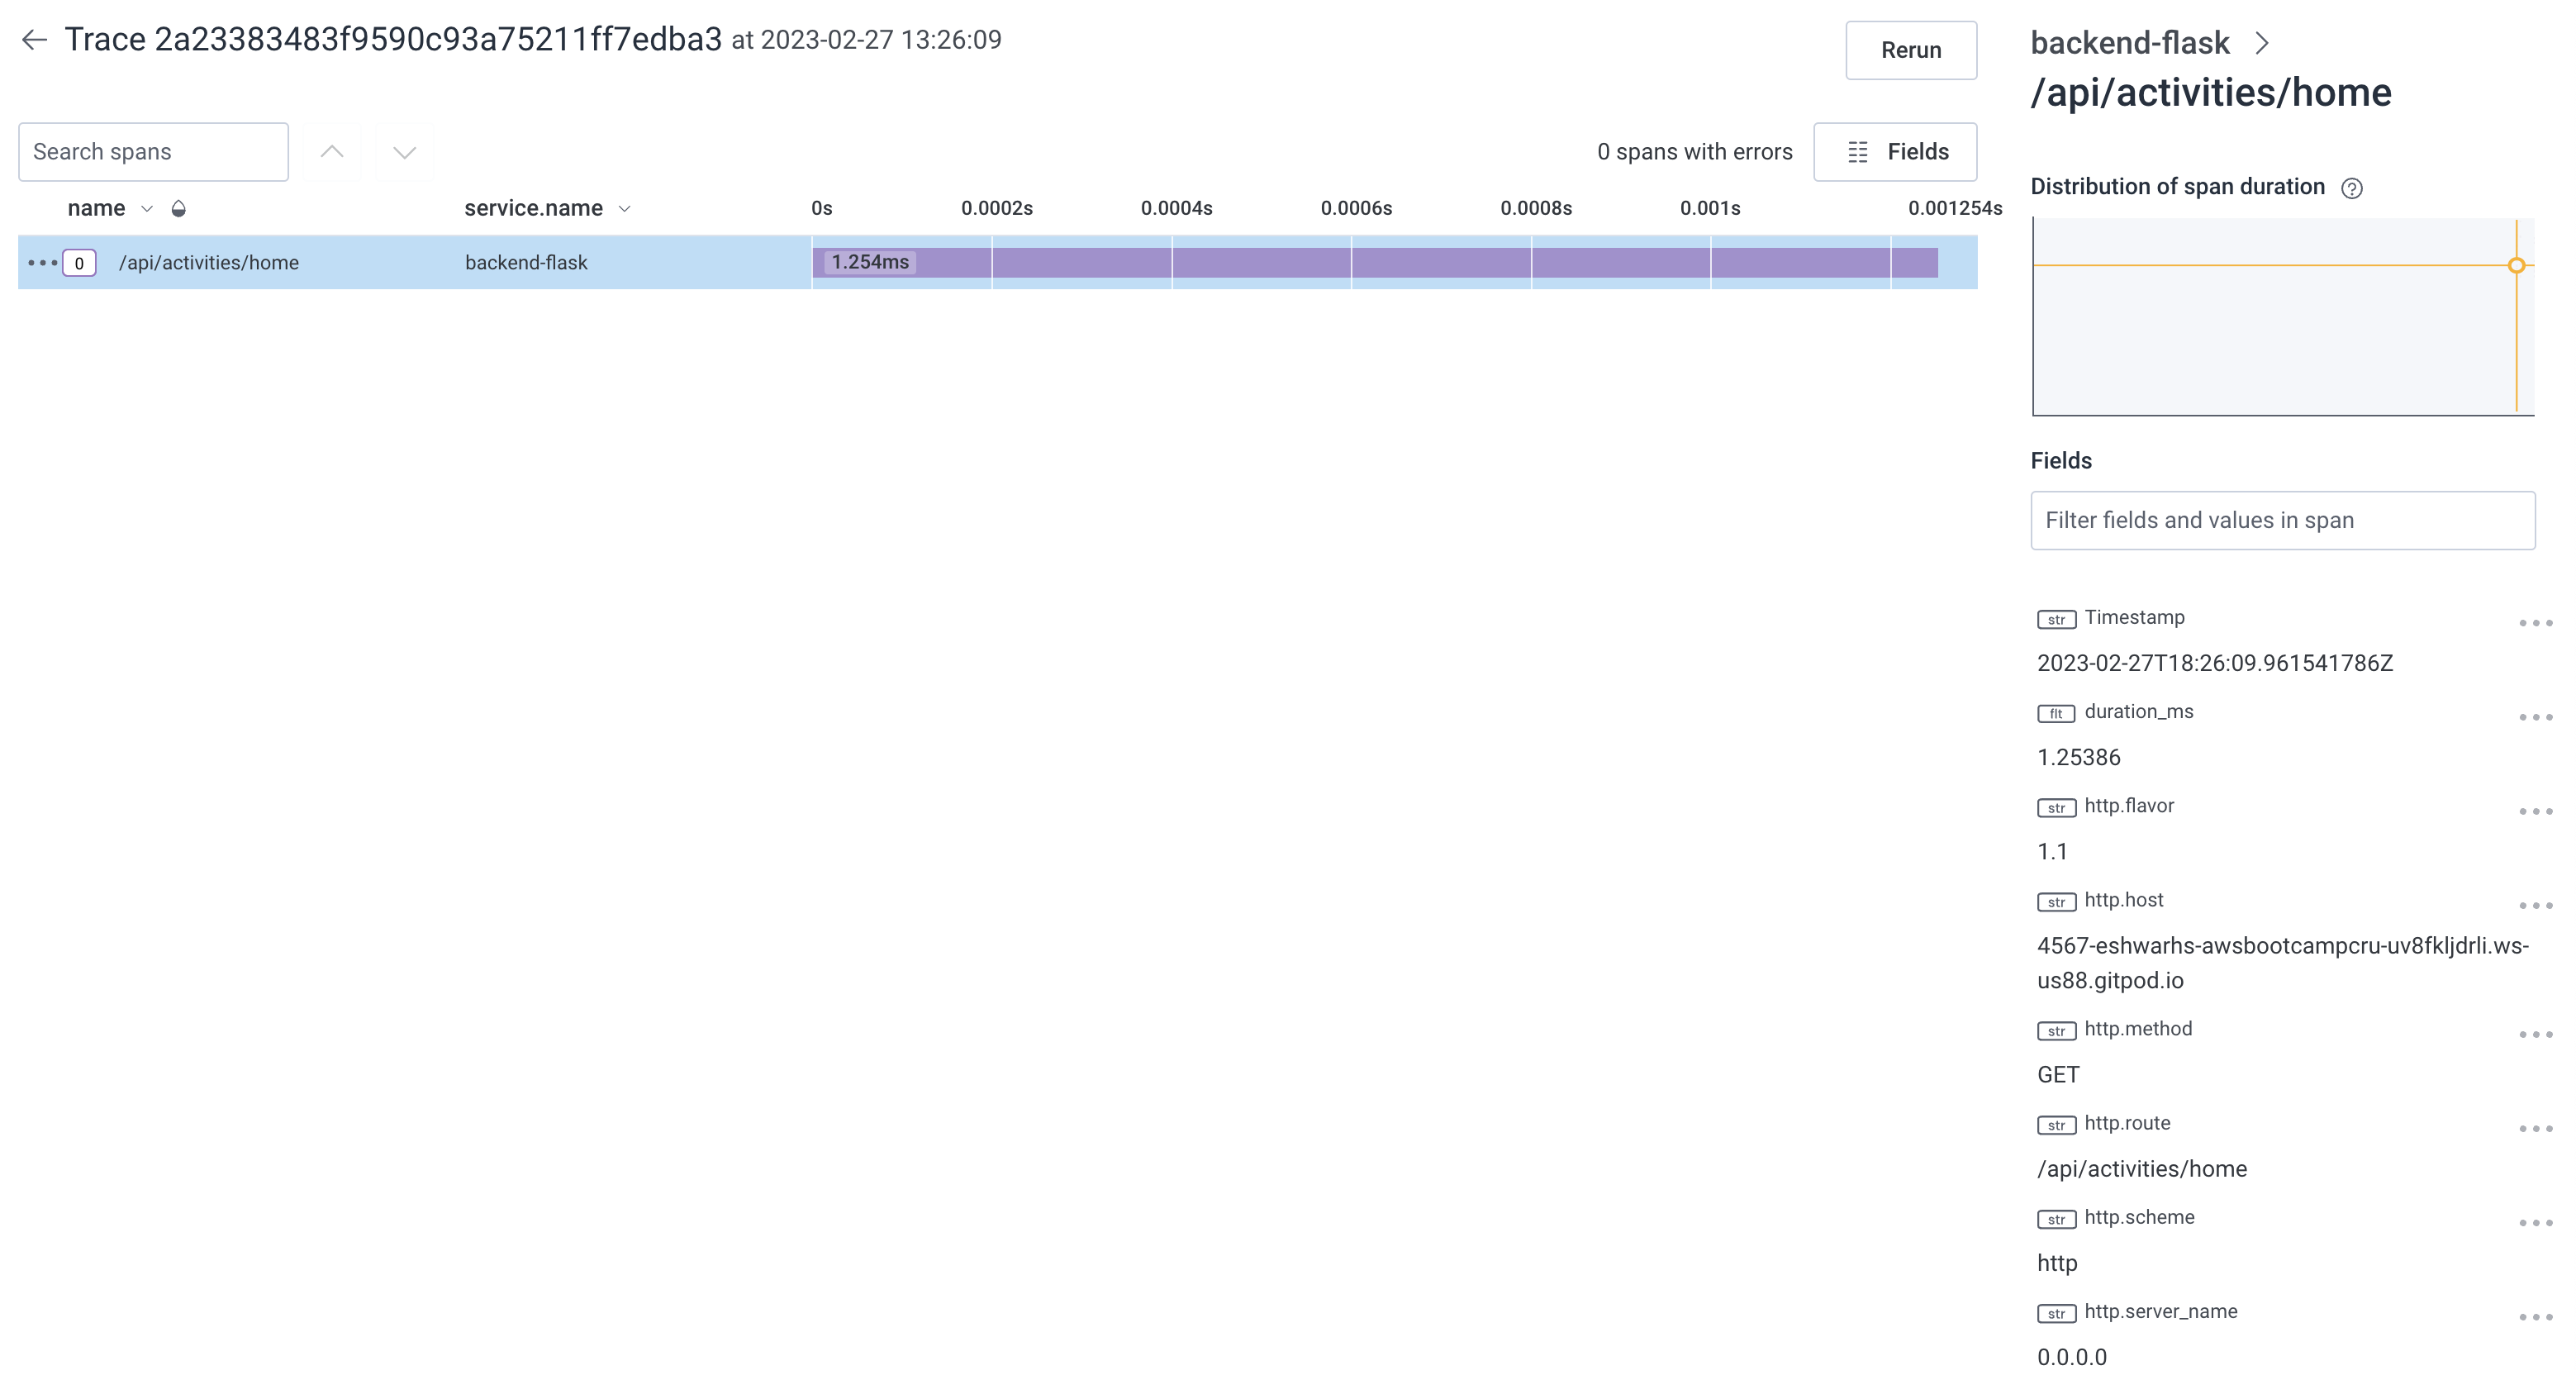 Trace 2a23383483f9590c93a75211ff7edba3 at 2023-02-27 13:26:09
Rerun
Search spans
0 spans with errors
Fields
name service.name 0s 0.0002s 0.0004s 0.0006s 0.0008s 0.001s 0.001254s
0 /api/activities/home backend-flask 1.254ms
backend-flask
/api/activities/home
Distribution of span duration
Fields
Filter fields and values in span
str Timestamp
2023-02-27T18:26:09.961541786Z
flt duration_ms
1.25386
str http.flavor
1.1
str http.host
4567-eshwarhs-awsbootcampcru-uv8fkljdrli.ws-
us88.gitpod.io
str http.method
GET
str http.route
/api/activities/home
str http.scheme
http
str http.server_name
0.0.0.0